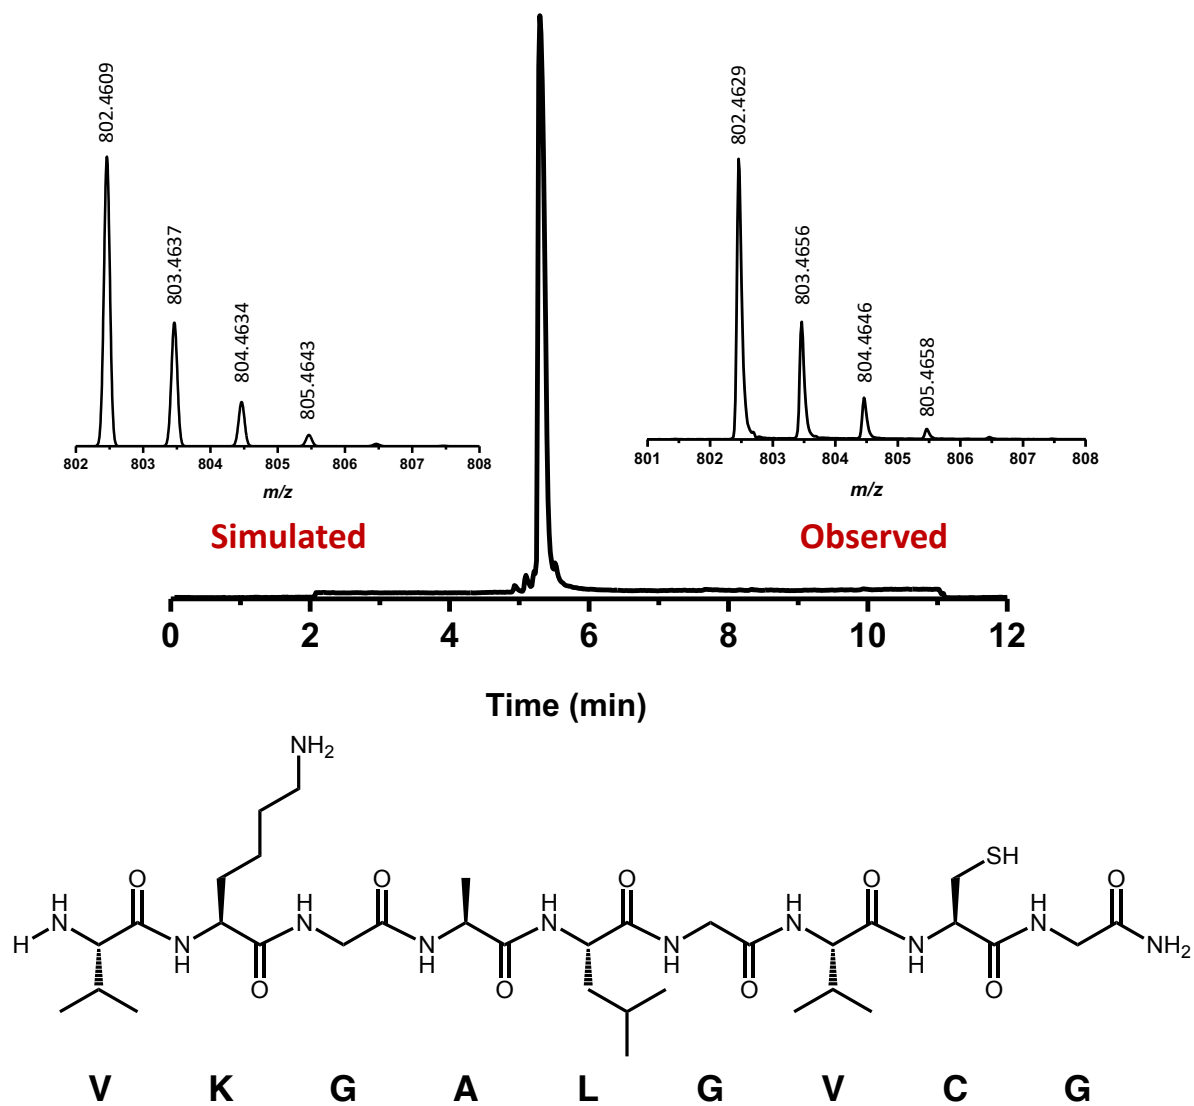 802.4609
803.4637
804.4634
805.4643
802 803 804 805 806 807 808
m/z
Simulated
802.4629
803.4656
804.4646
805.4658
801 802 803 804 805 806 807 808
m/z
Observed
0 2 4 6 8 10 12
Time (min)
NH2
SH
O O O O O
H H H H H
N N N N N
H N N N N NH2
H H H H
O O O O
V K G A L G V C G